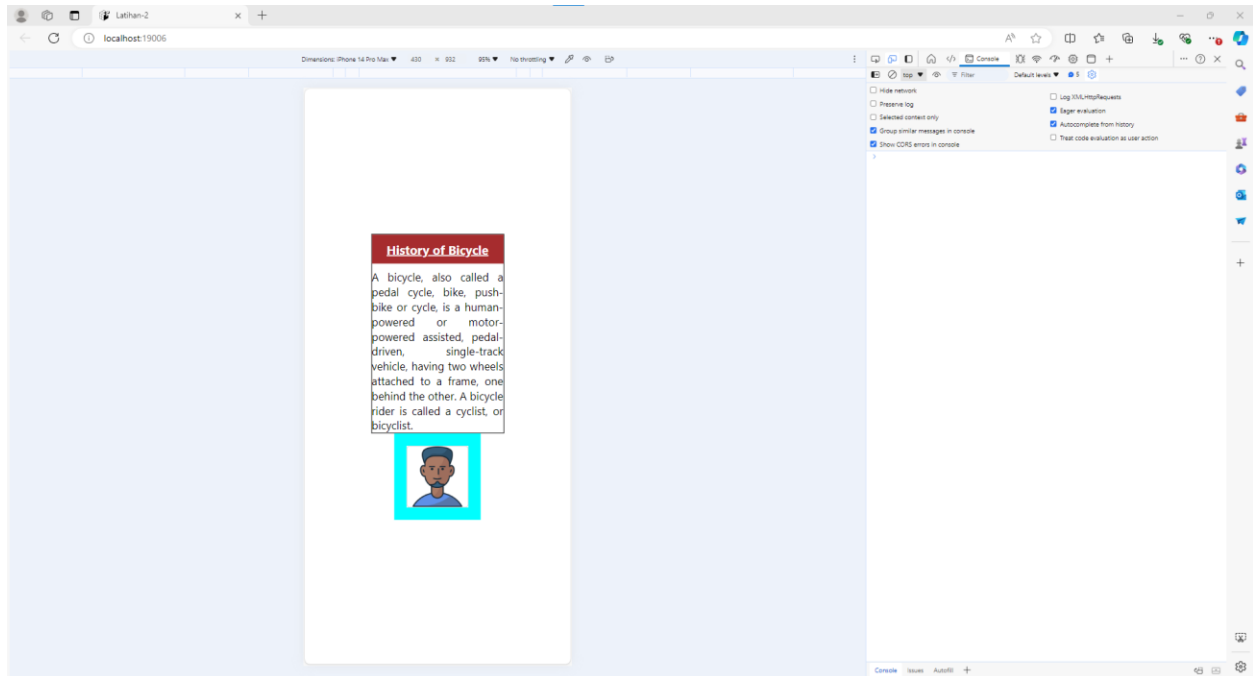 Latihan-2
localhost:19006
Dimensions: iPhone 14 Pro Max ▼ 430 × 932 95% ▼ No throttling ▼
Console
top ▼ Filter Default levels ▼ 5
Hide network
Log XMLHttpRequests
Preserve log
Eager evaluation
Selected context only
Autocomplete from history
Group similar messages in console
Treat code evaluation as user action
Show CORS errors in console
History of Bicycle
A bicycle, also called a
pedal cycle, bike, push-
bike or cycle, is a human-
powered or motor-
powered assisted, pedal-
driven, single-track
vehicle, having two wheels
attached to a frame, one
behind the other. A bicycle
rider is called a cyclist, or
bicyclist.
Console Issues Autofill